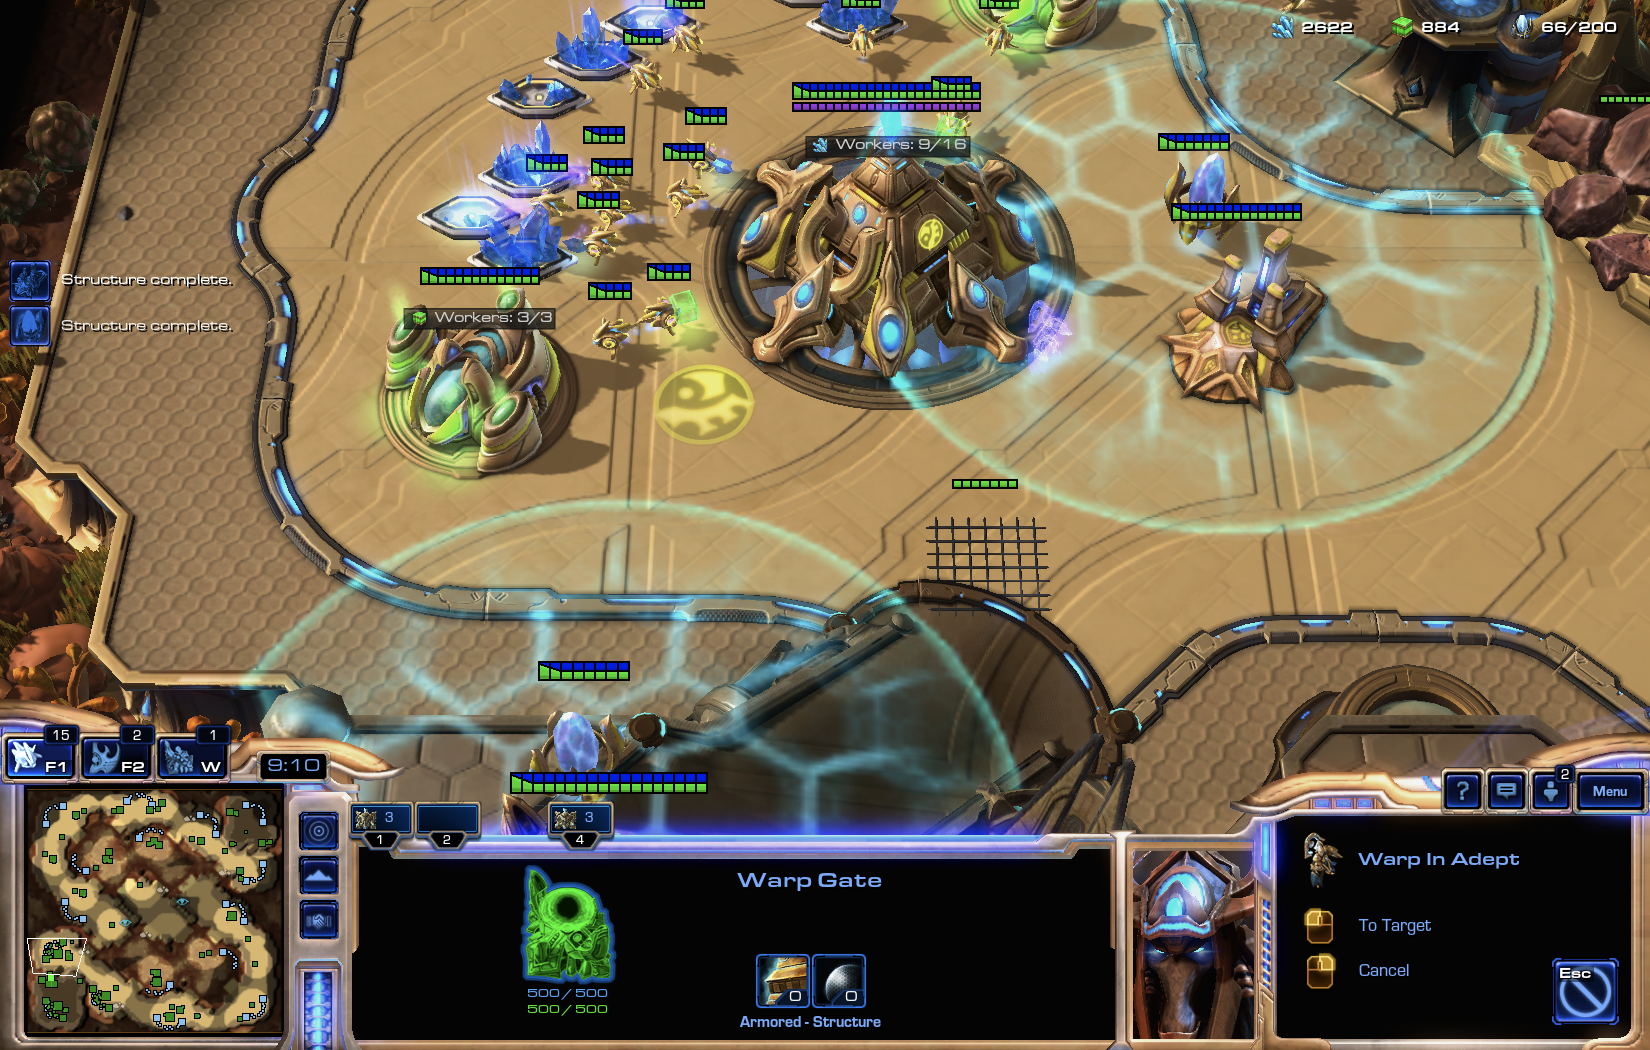 2622 884 66/200
Workers: 9/16
Structure complete.
Workers: 3/3
Structure complete.
15 2 1
F1 F2 W
9:10
2
? Menu
3 3
1 2 4
Warp Gate
500/500
500/500
0 0
Armored - Structure
Warp In Adept
To Target
Cancel
Esc